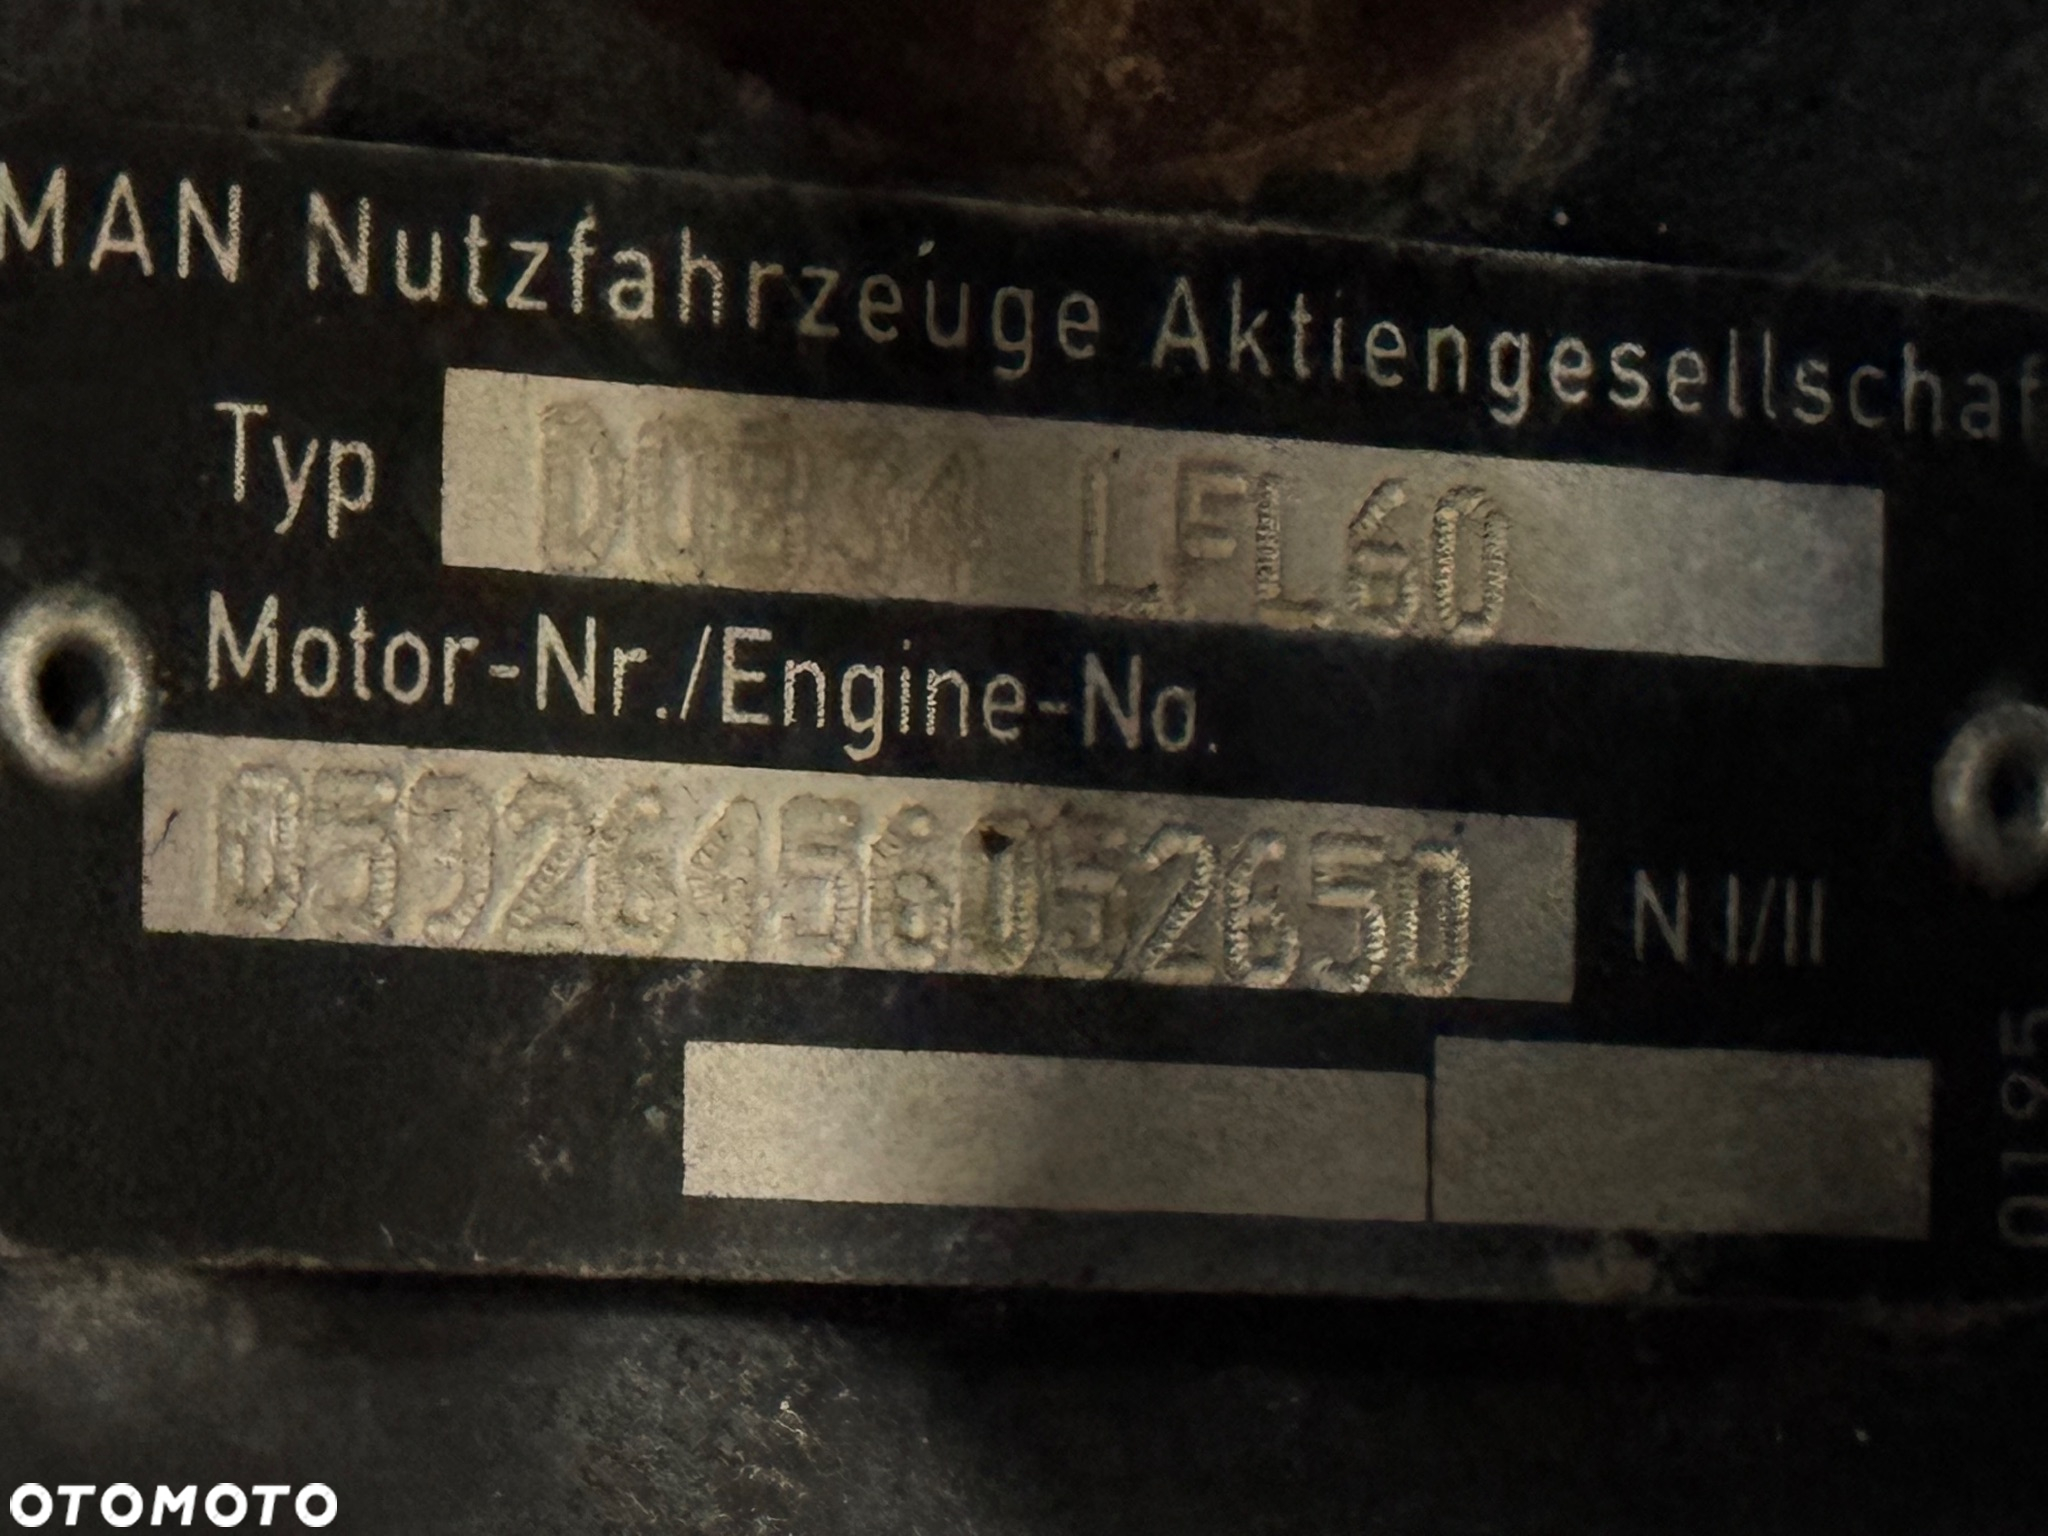 MAN Nutzfahrzeuge Aktiengesellschaf
Typ D0834 LFL60
Motor-Nr./Engine-No.
N I/II
0195
OTOMOTO